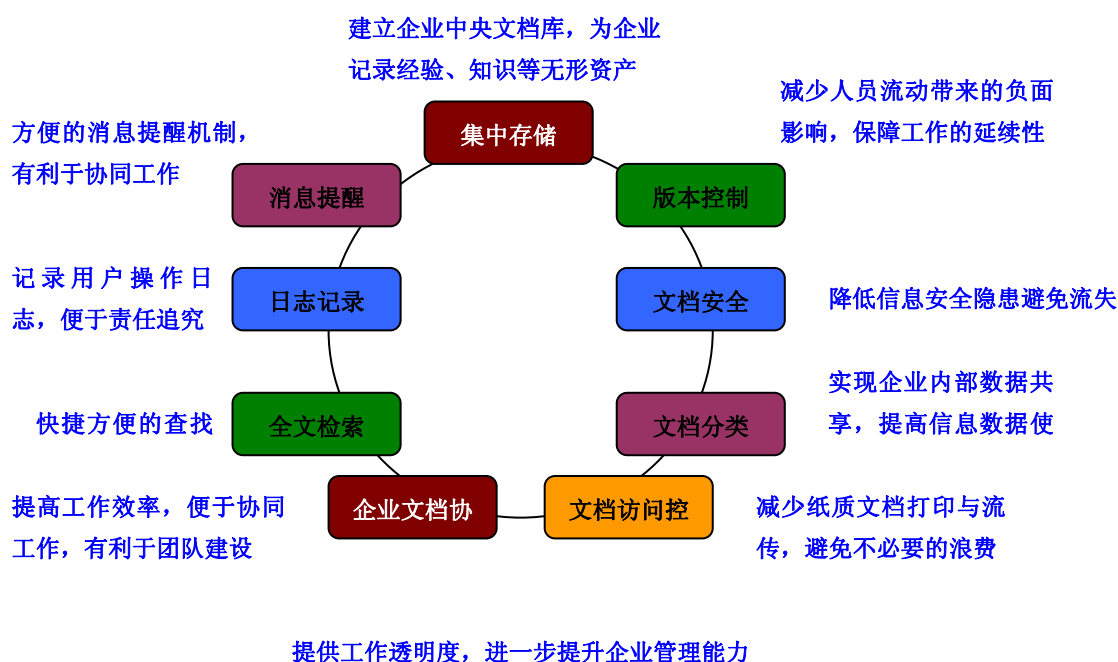 建立企业中央文档库，为企业
记录经验、知识等无形资产
减少人员流动带来的负面
影响，保障工作的延续性
方便的消息提醒机制，
有利于协同工作
集中存储
消息提醒
版本控制
记录用户操作日
志，便于责任追究
日志记录
文档安全
降低信息安全隐患避免流失
实现企业内部数据共
享，提高信息数据使
快捷方便的查找
全文检索
文档分类
提高工作效率，便于协同
工作，有利于团队建设
企业文档协
文档访问控
减少纸质文档打印与流
传，避免不必要的浪费
提供工作透明度，进一步提升企业管理能力